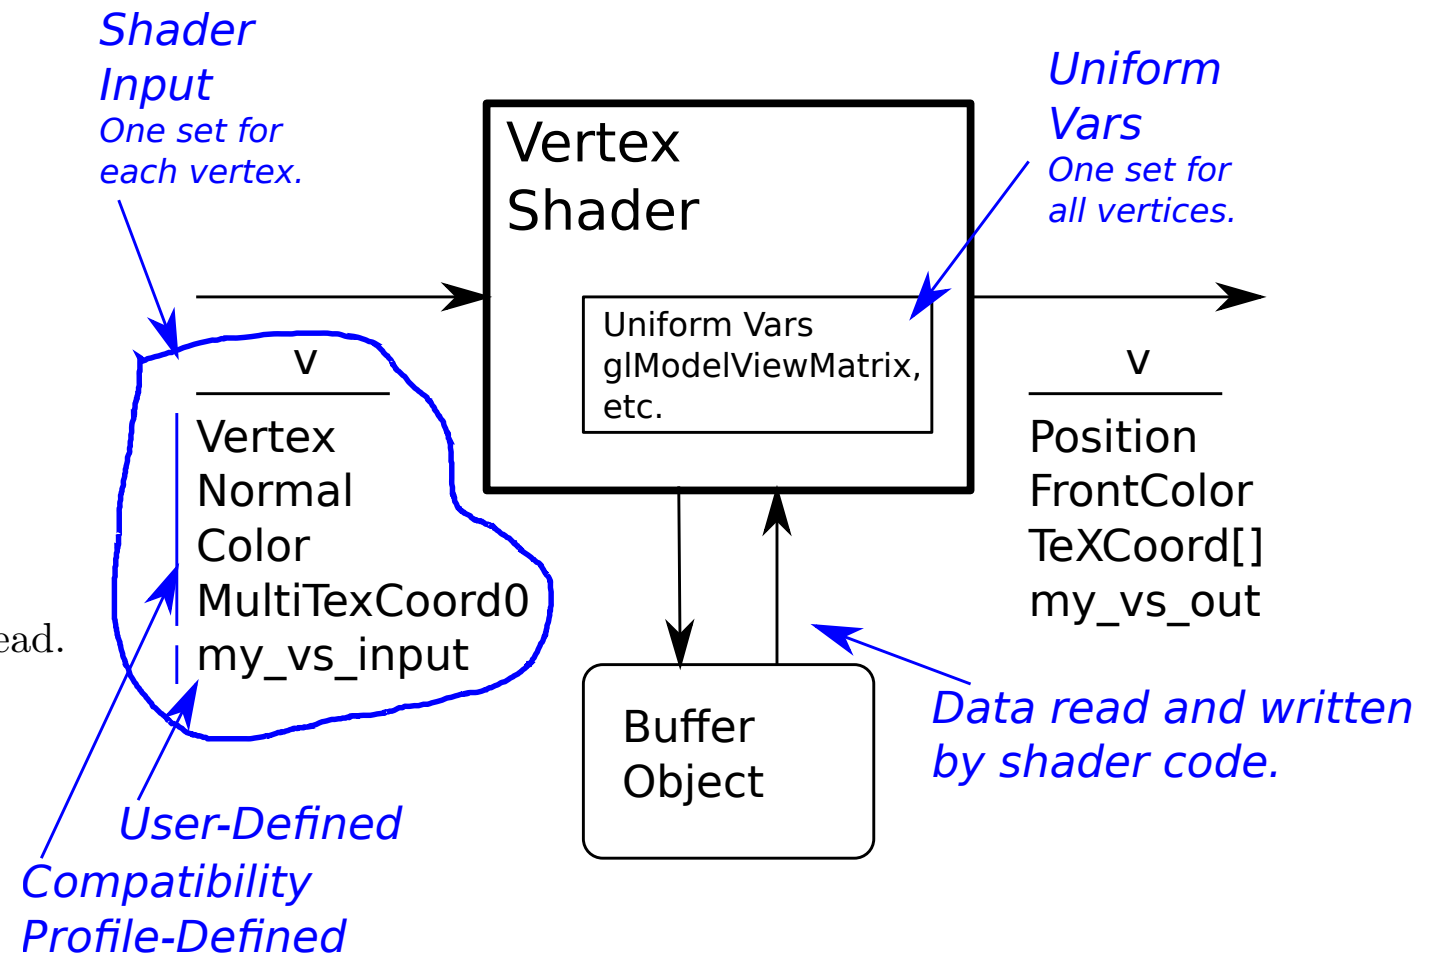 Shader
Input
One set for
each vertex.
Uniform
Vars
One set for
all vertices.
Vertex
Shader
Uniform Vars
glModelViewMatrix,
etc.
v
Vertex
Normal
Color
MultiTexCoord0
my_vs_input
v
Position
FrontColor
TeXCoord[]
my_vs_out
ead.
Buffer
Object
Data read and written
by shader code.
User-Defined
Compatibility
Profile-Defined